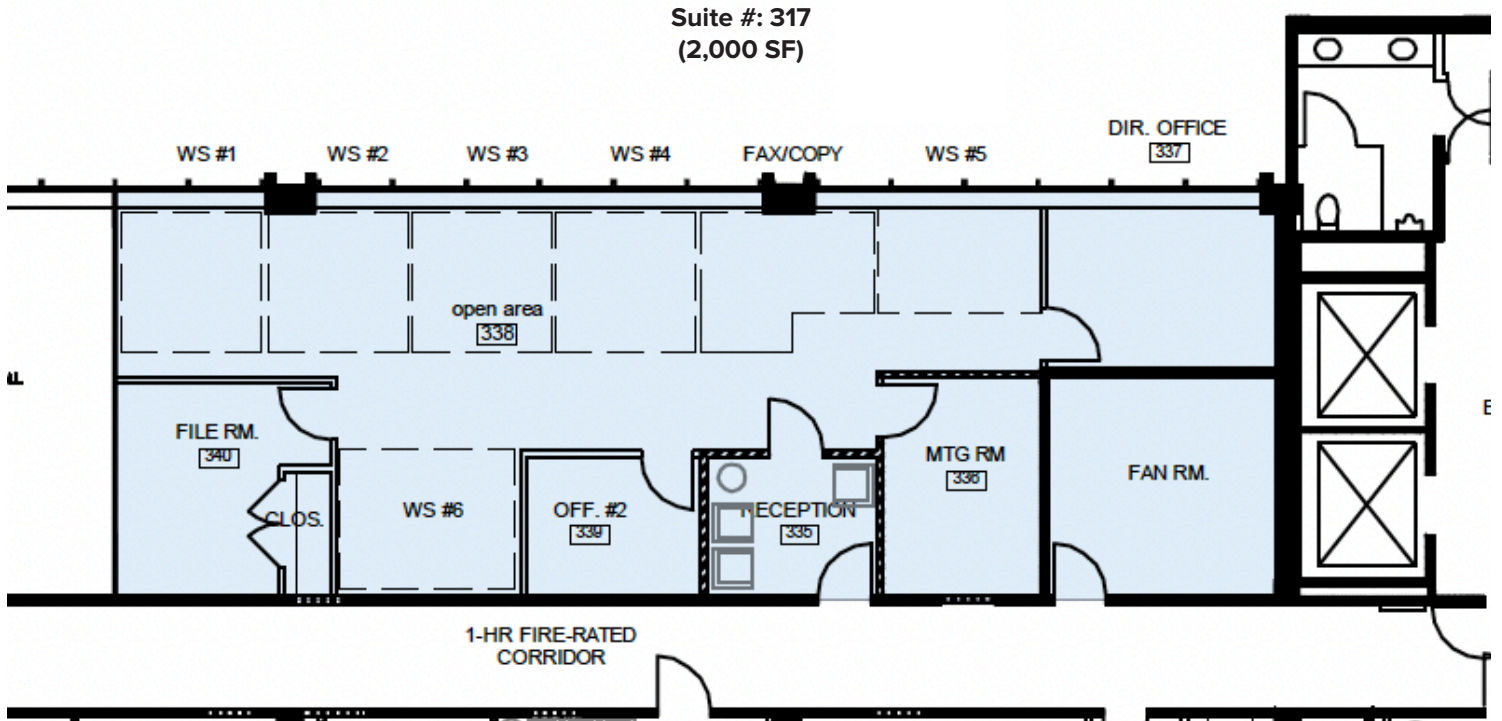 Suite #: 317
(2,000 SF)
DIR. OFFICE
337
WS #1
WS #2
WS #3
WS #4
FAX/COPY
WS #5
open area
338
FILE RM.
340
CLOS.
WS #6
OFF. #2
339
RECEPTION
335
MTG RM
336
FAN RM.
1-HR FIRE-RATED
CORRIDOR